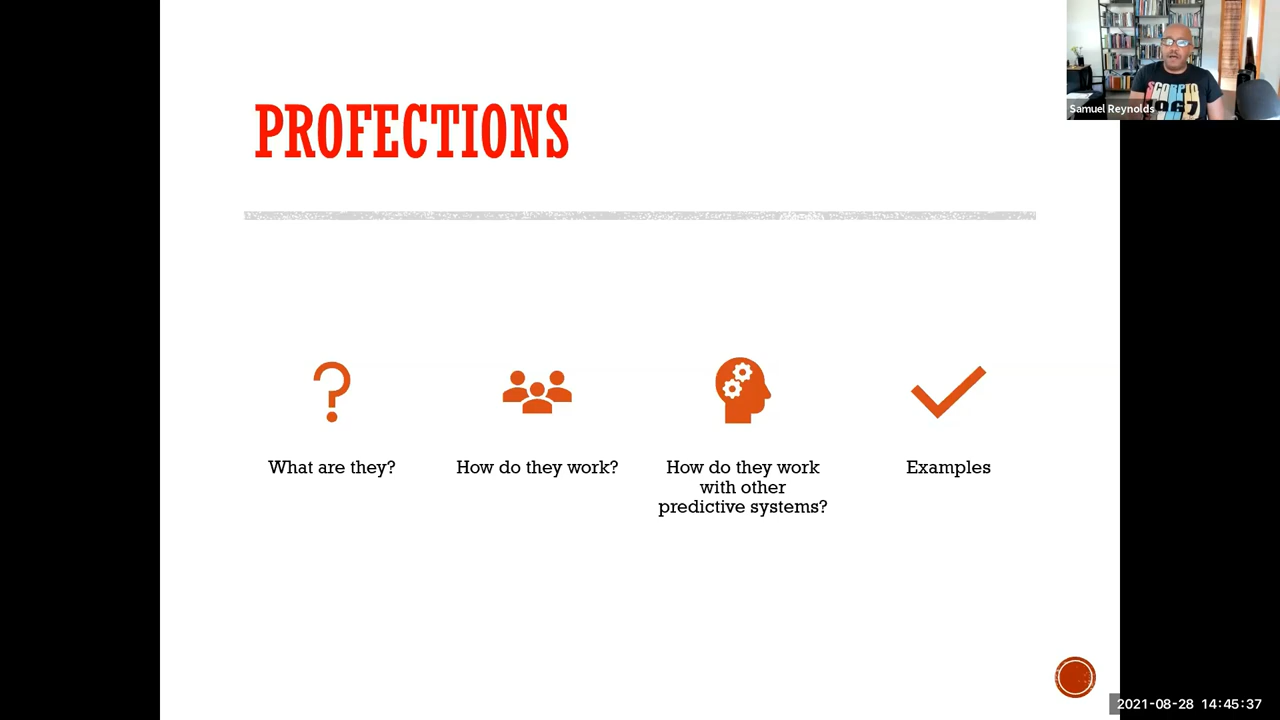 PROFECTIONS
What are they?
How do they work?
How do they work
with other
predictive systems?
Examples
SCORPIO
Samuel Reynolds
2021-08-28 14:45:37